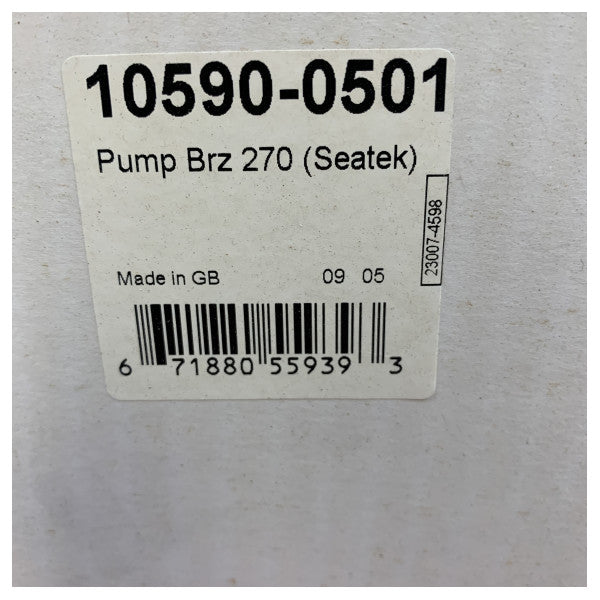 10590-0501
Pump Brz 270 (Seatek)
23007-4598
Made in GB 09 05
6 71880 55939 3